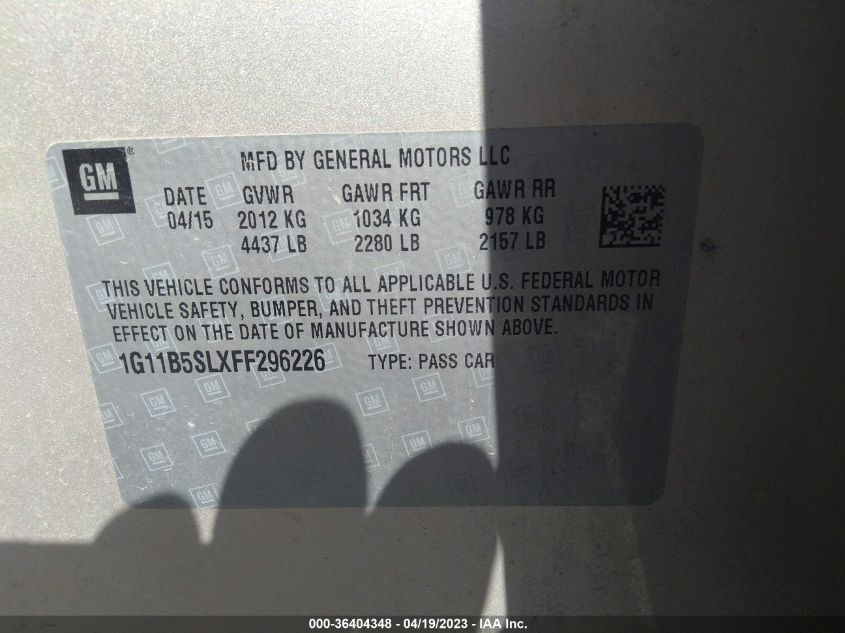 GM ®
MFD BY GENERAL MOTORS LLC
DATE GVWR GAWR FRT GAWR RR
04/15 2012 KG 1034 KG 978 KG
4437 LB 2280 LB 2157 LB
THIS VEHICLE CONFORMS TO ALL APPLICABLE U.S. FEDERAL MOTOR
VEHICLE SAFETY, BUMPER, AND THEFT PREVENTION STANDARDS IN
EFFECT ON THE DATE OF MANUFACTURE SHOWN ABOVE.
1G11B5SLXFF296226 TYPE: PASS CAR
000-36404348 - 04/19/2023 - IAA Inc.